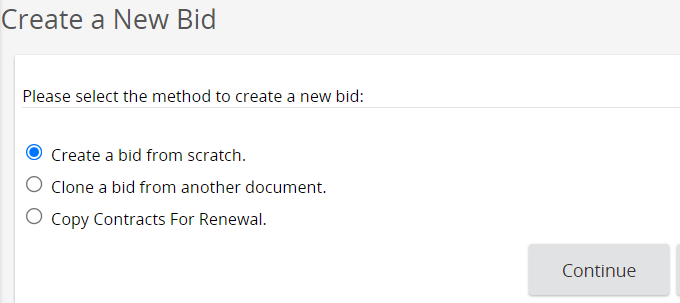 Create a New Bid
Please select the method to create a new bid:
Create a bid from scratch.
Clone a bid from another document.
Copy Contracts For Renewal.
Continue